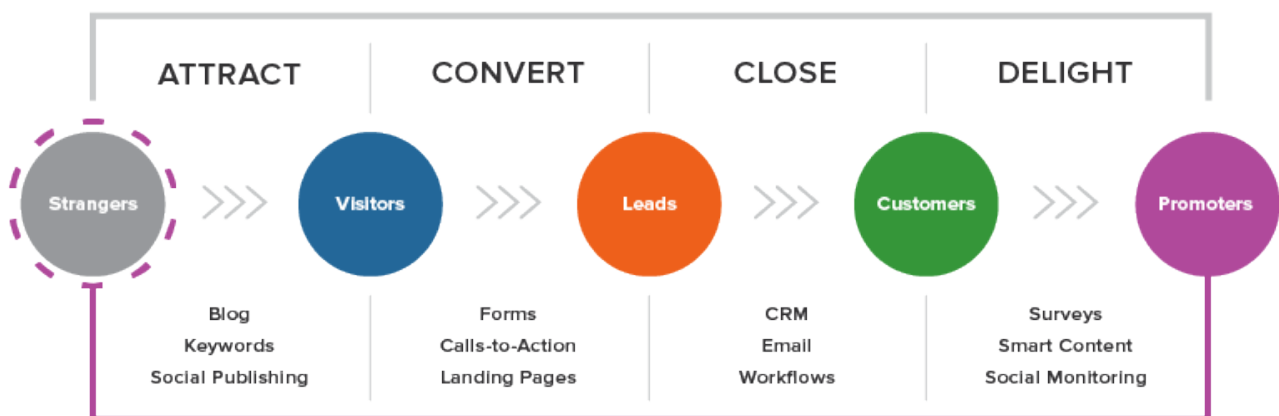 ATTRACT
CONVERT
CLOSE
DELIGHT
Strangers
Visitors
Leads
Customers
Promoters
Blog
Keywords
Social Publishing
Forms
Calls-to-Action
Landing Pages
CRM
Email
Workflows
Surveys
Smart Content
Social Monitoring